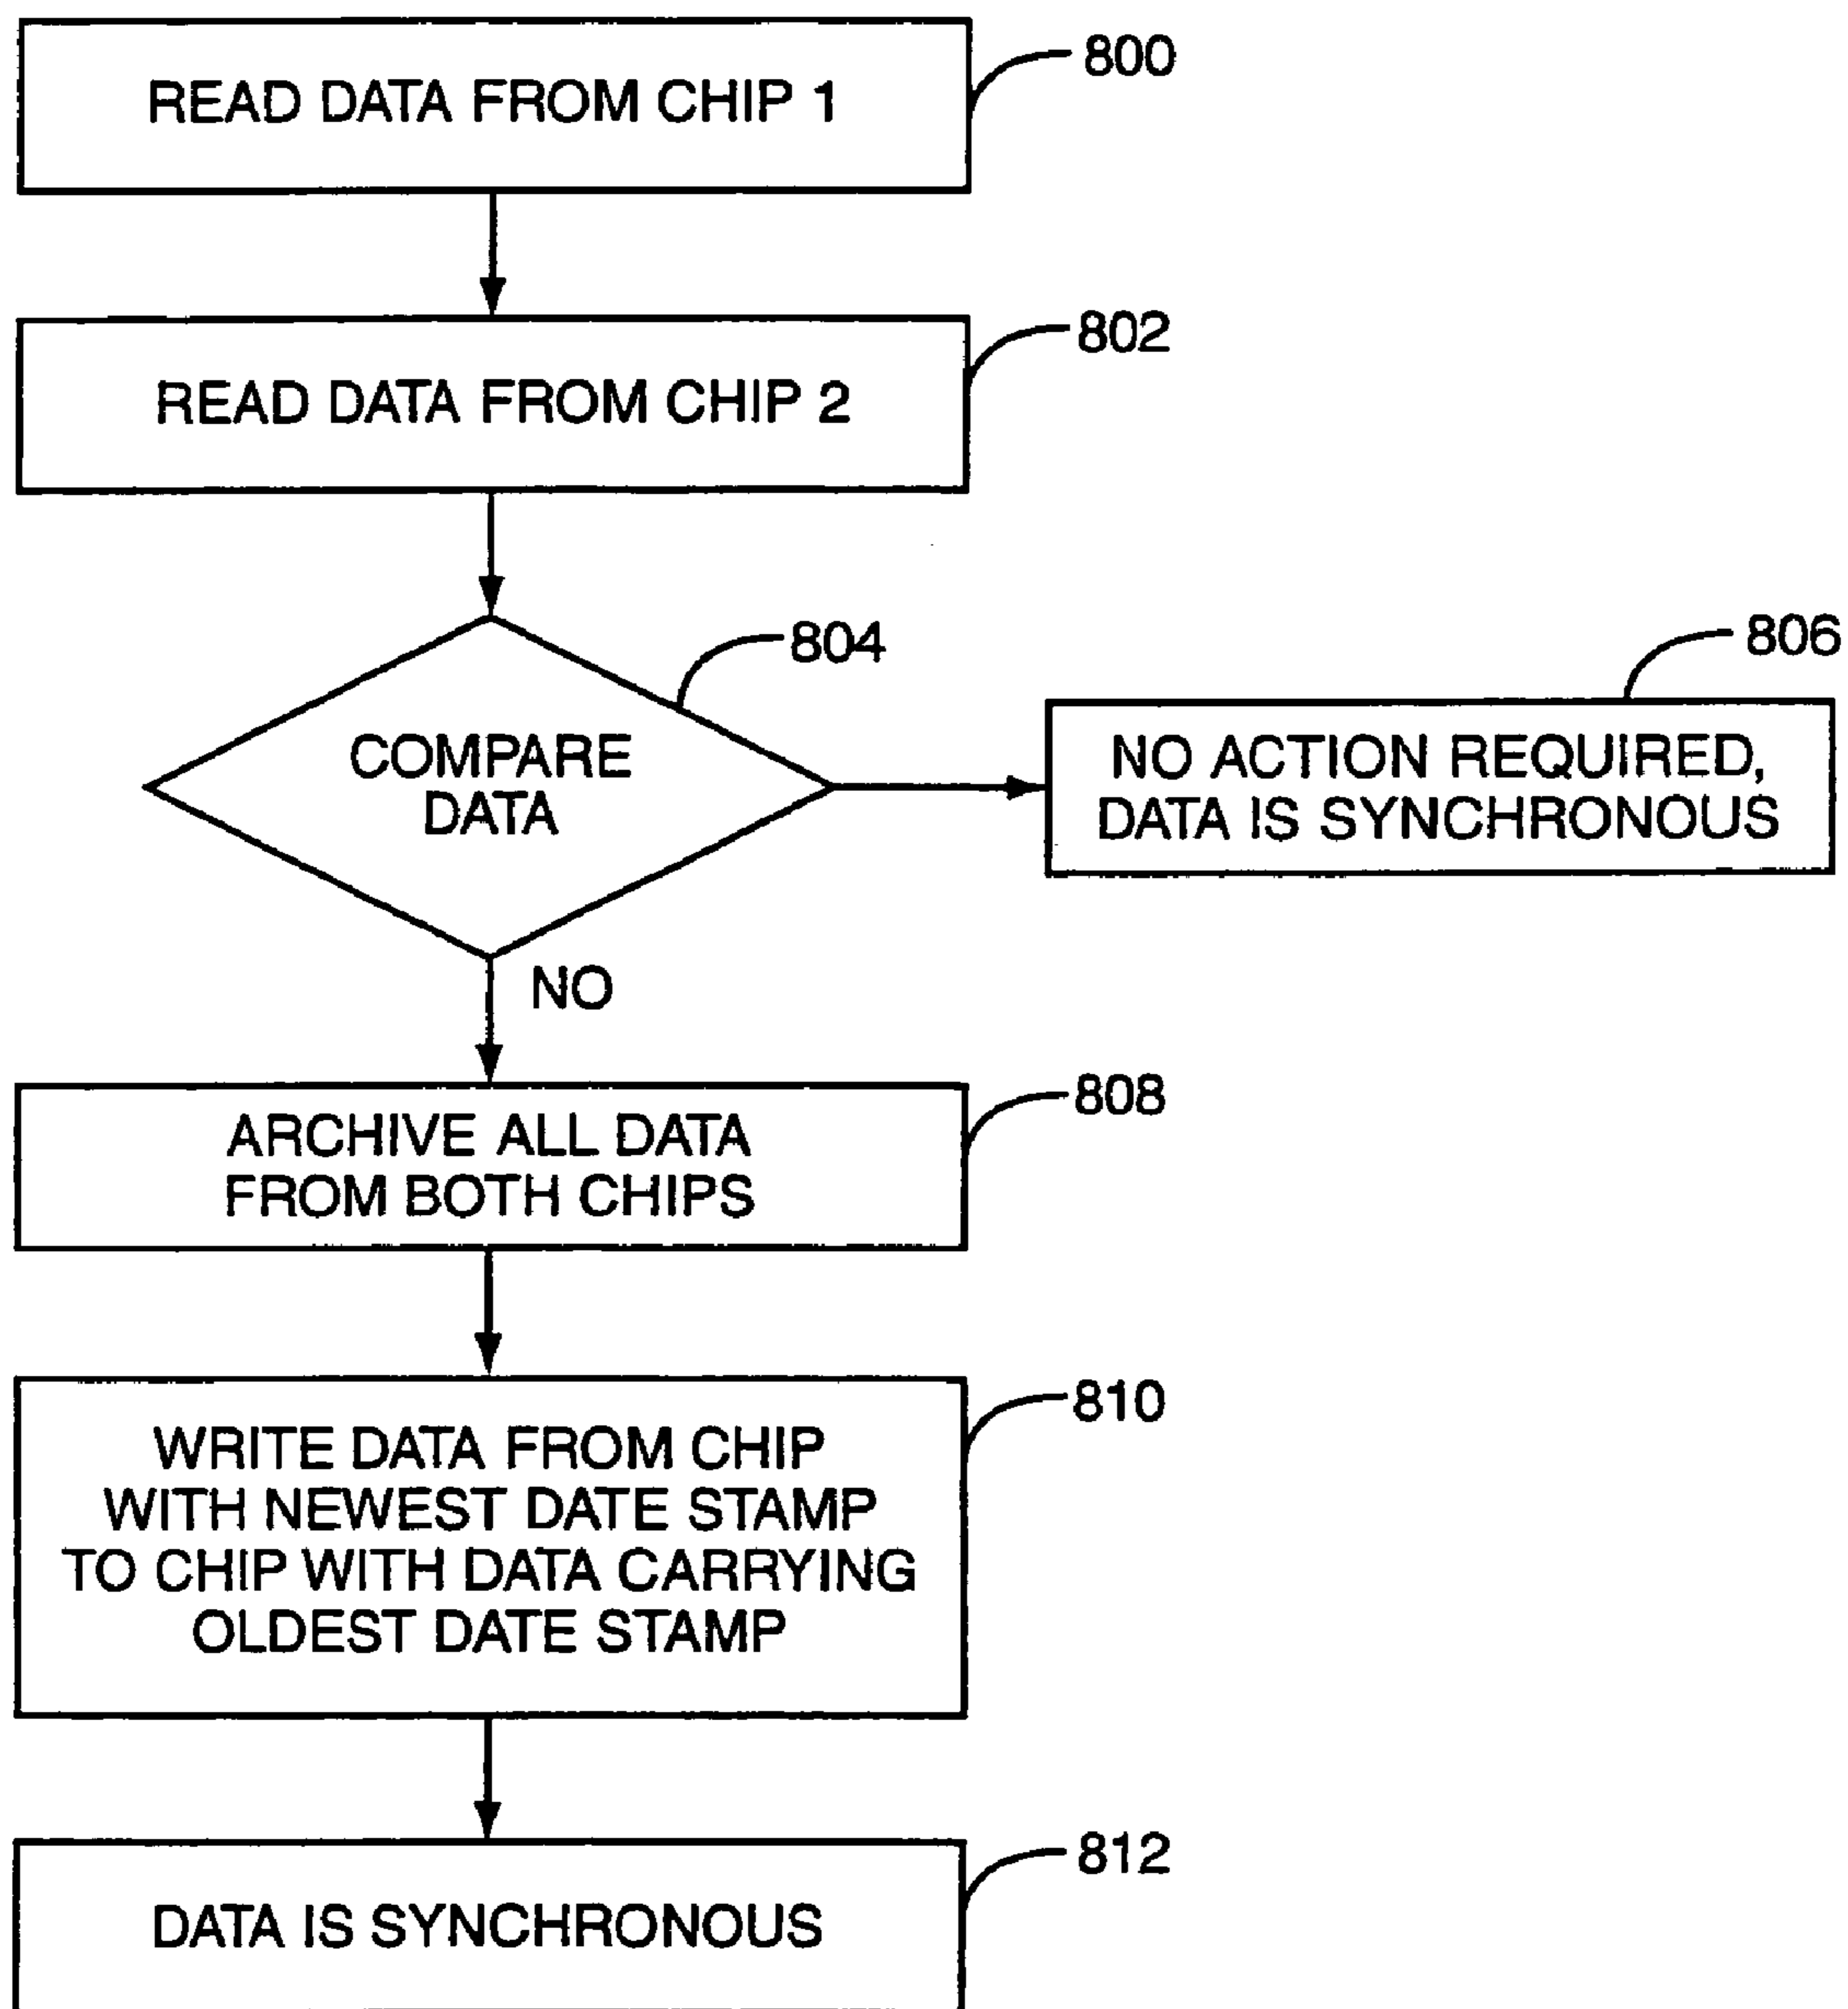 READ DATA FROM CHIP 1
800
READ DATA FROM CHIP 2
802
COMPARE
DATA
804
NO ACTION REQUIRED,
DATA IS SYNCHRONOUS
806
NO
ARCHIVE ALL DATA
FROM BOTH CHIPS
808
WRITE DATA FROM CHIP
WITH NEWEST DATE STAMP
TO CHIP WITH DATA CARRYING
OLDEST DATE STAMP
810
DATA IS SYNCHRONOUS
812